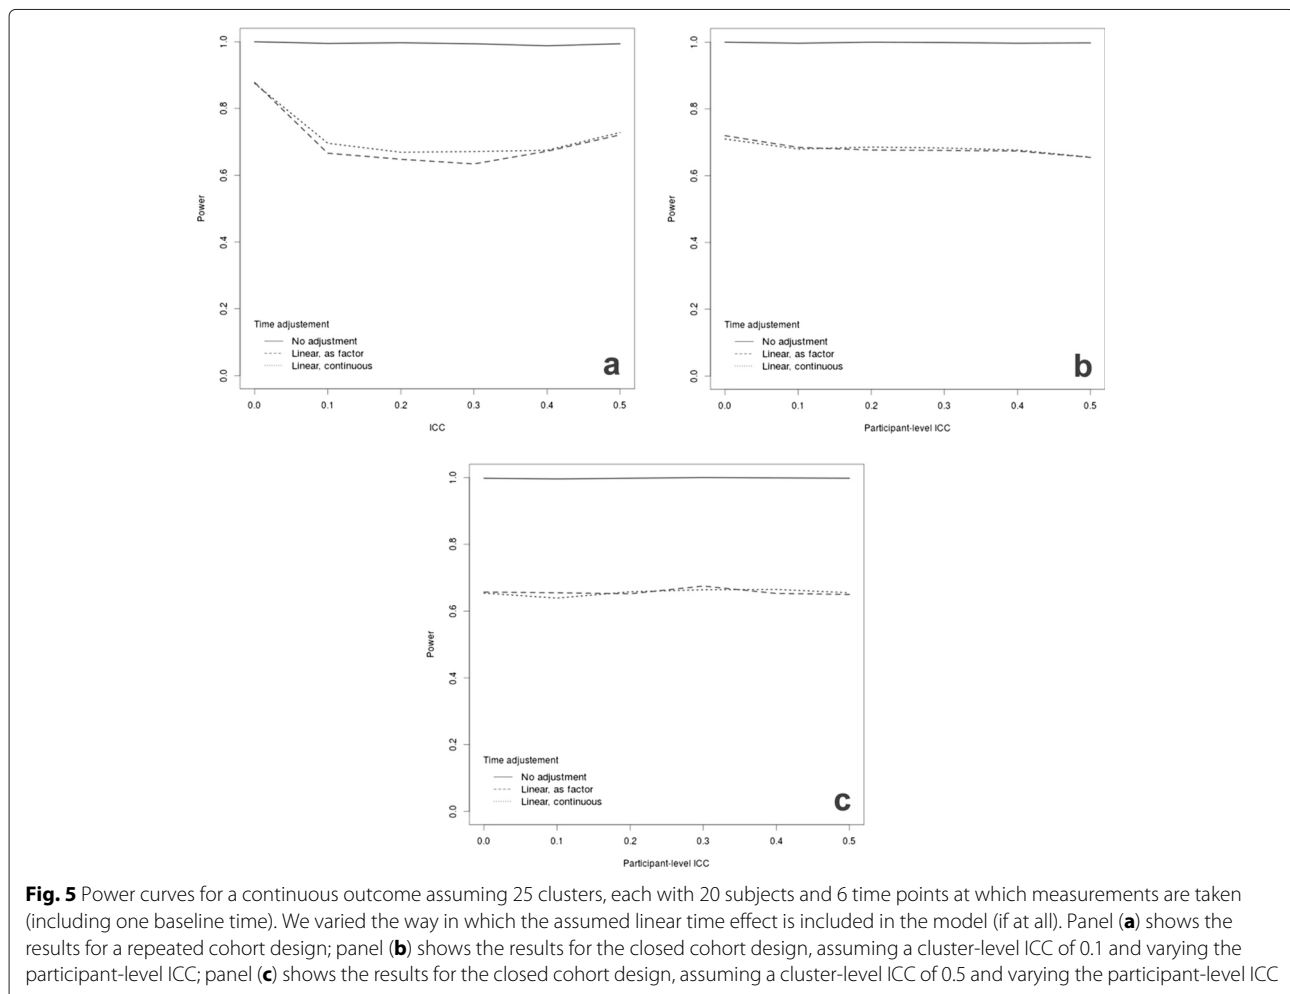 1.0
0.8
0.6
0.4
0.2
0.0
Power
Time adjustement
No adjustment
Linear, as factor
Linear, continuous
a
0.0 0.1 0.2 0.3 0.4 0.5
ICC
1.0
0.8
0.6
0.4
0.2
0.0
Power
Time adjustement
No adjustment
Linear, as factor
Linear, continuous
b
0.0 0.1 0.2 0.3 0.4 0.5
Participant-level ICC
1.0
0.8
0.6
0.4
0.2
0.0
Power
Time adjustement
No adjustment
Linear, as factor
Linear, continuous
c
0.0 0.1 0.2 0.3 0.4 0.5
Participant-level ICC
Fig. 5 Power curves for a continuous outcome assuming 25 clusters, each with 20 subjects and 6 time points at which measurements are taken
(including one baseline time). We varied the way in which the assumed linear time effect is included in the model (if at all). Panel (a) shows the
results for a repeated cohort design; panel (b) shows the results for the closed cohort design, assuming a cluster-level ICC of 0.1 and varying the
participant-level ICC; panel (c) shows the results for the closed cohort design, assuming a cluster-level ICC of 0.5 and varying the participant-level ICC